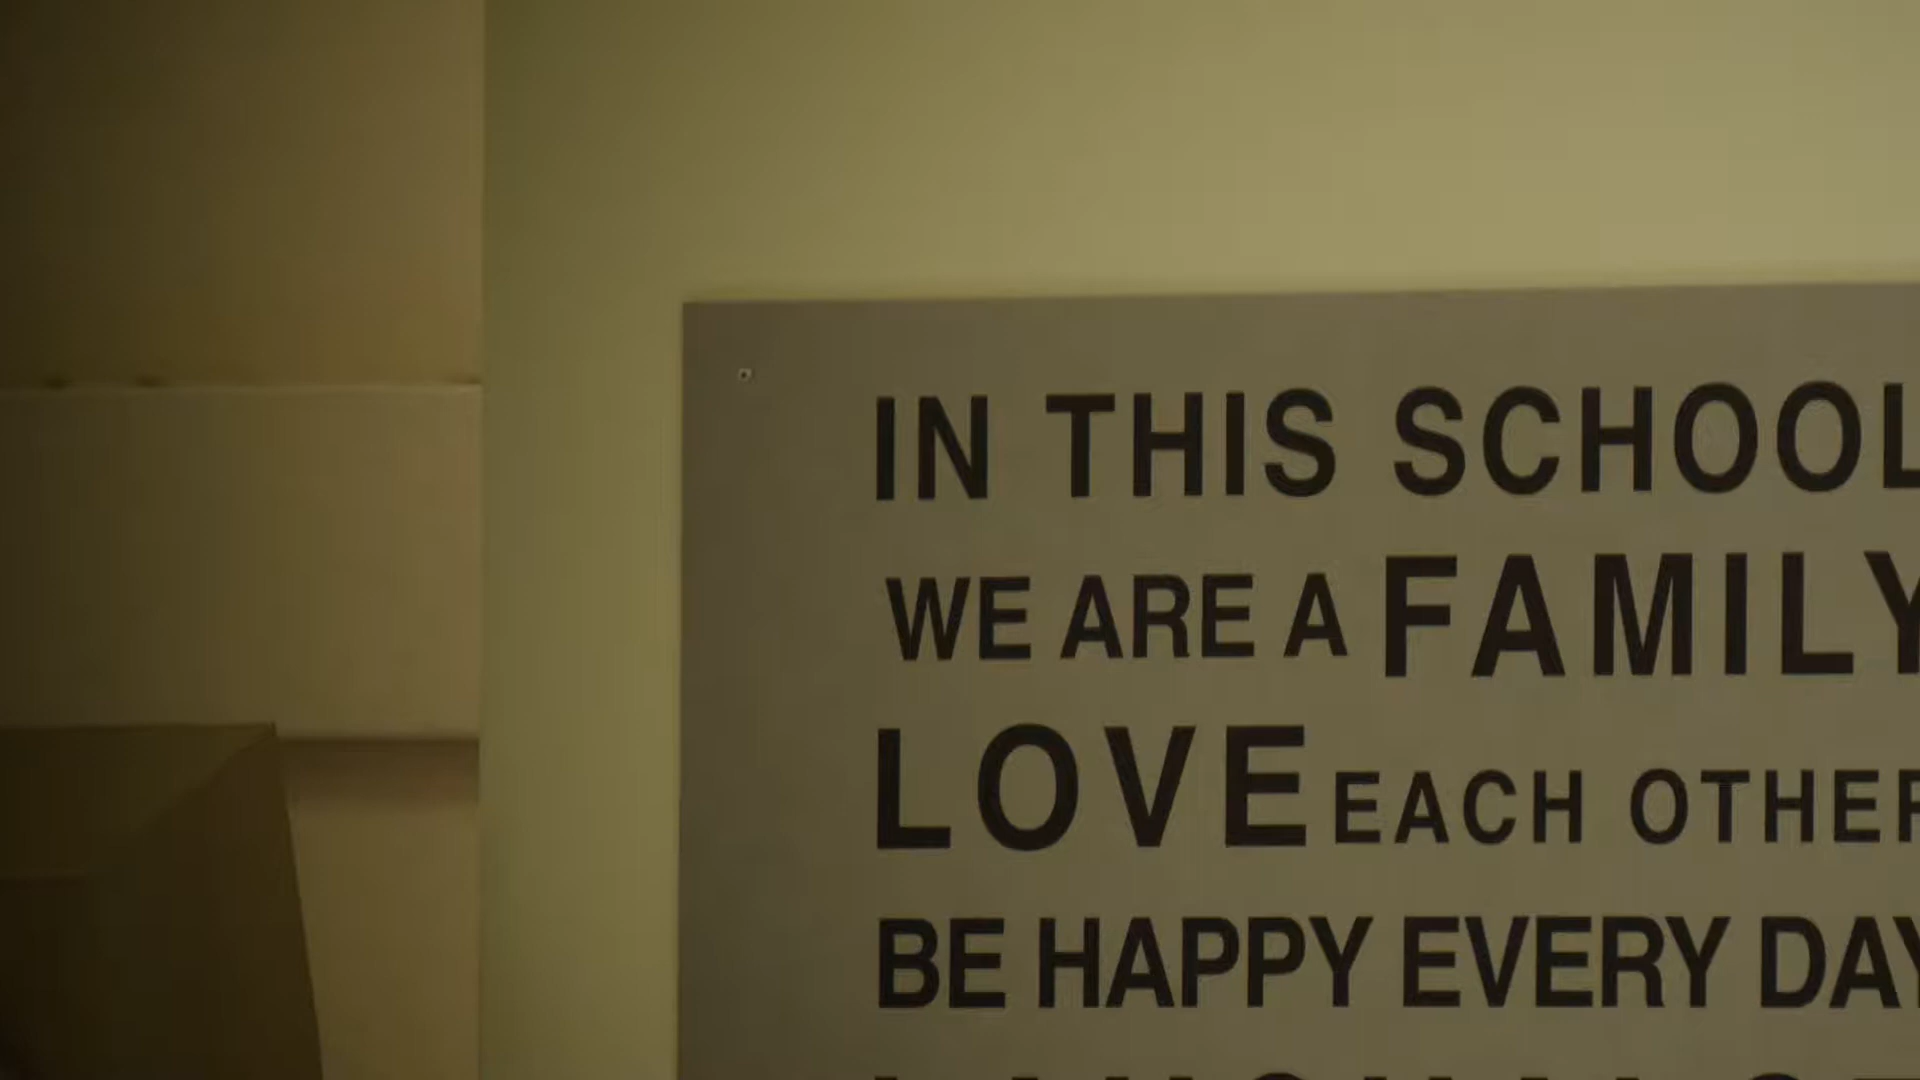 IN THIS SCHOOL
WE ARE A FAMILY
LOVE EACH OTHER
BE HAPPY EVERY DAY